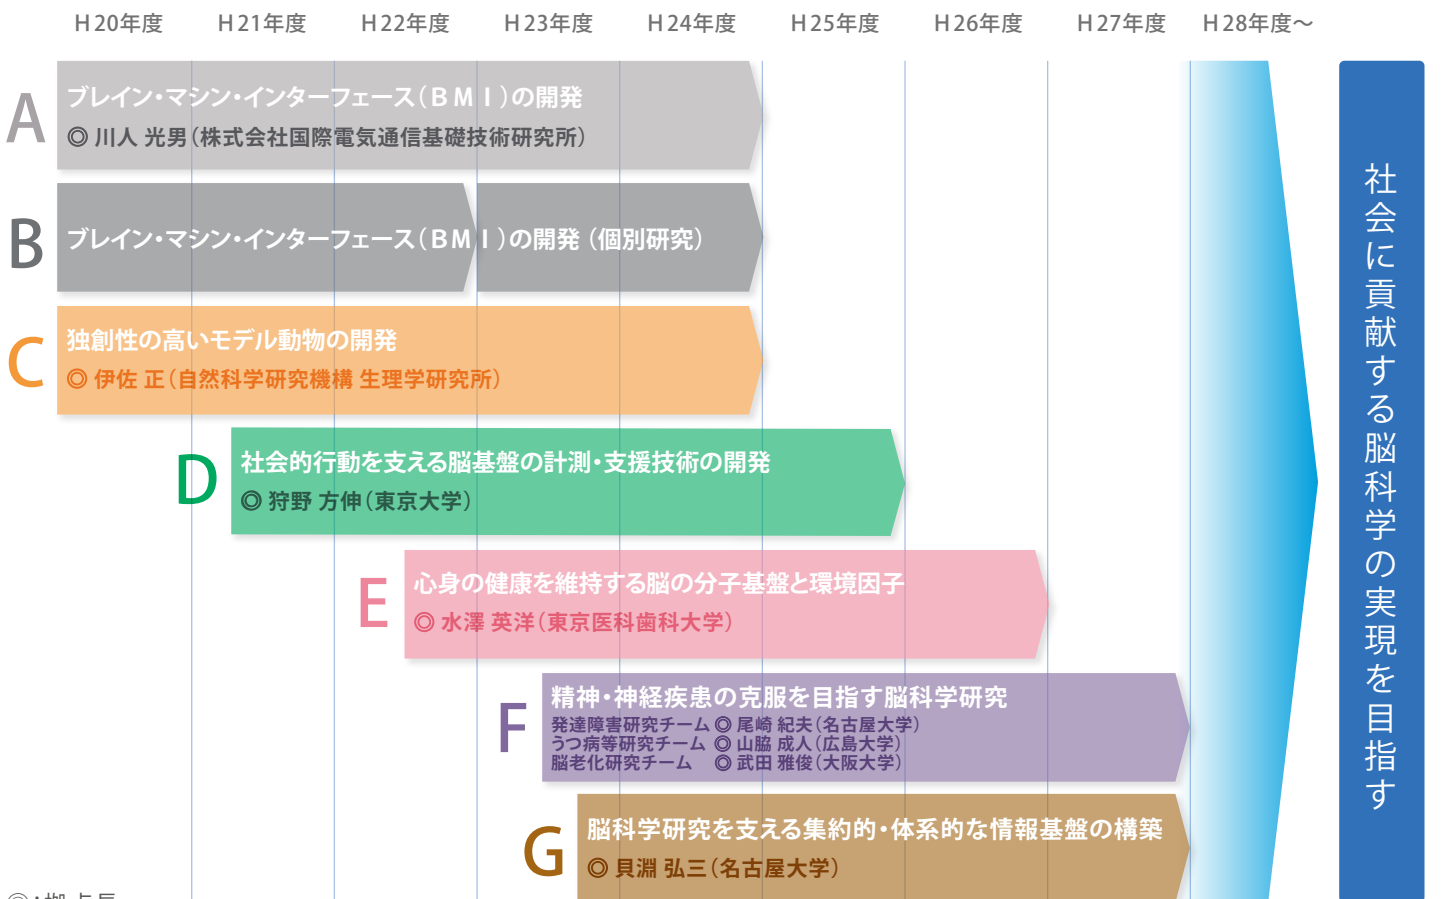 H20年度
H21年度
H22年度
H23年度
H24年度
H25年度
H26年度
H27年度
H28年度～
A
ブレイン・マシン・インターフェース（BMI）の開発
◎ 川人 光男（株式会社国際電気通信基礎技術研究所）
B
ブレイン・マシン・インターフェース（BMI）の開発（個別研究）
C
独創性の高いモデル動物の開発
◎ 伊佐 正（自然科学研究機構 生理学研究所）
D
社会的行動を支える脳基盤の計測・支援技術の開発
◎ 狩野 方伸（東京大学）
E
心身の健康を維持する脳の分子基盤と環境因子
◎ 水澤 英洋（東京医科歯科大学）
F
精神・神経疾患の克服を目指す脳科学研究
発達障害研究チーム ◎ 尾崎 紀夫（名古屋大学）
うつ病等研究チーム ◎ 山脇 成人（広島大学）
脳老化研究チーム ◎ 武田 雅俊（大阪大学）
G
脳科学研究を支える集約的・体系的な情報基盤の構築
◎ 貝淵 弘三（名古屋大学）
社会に貢献する脳科学の実現を目指す